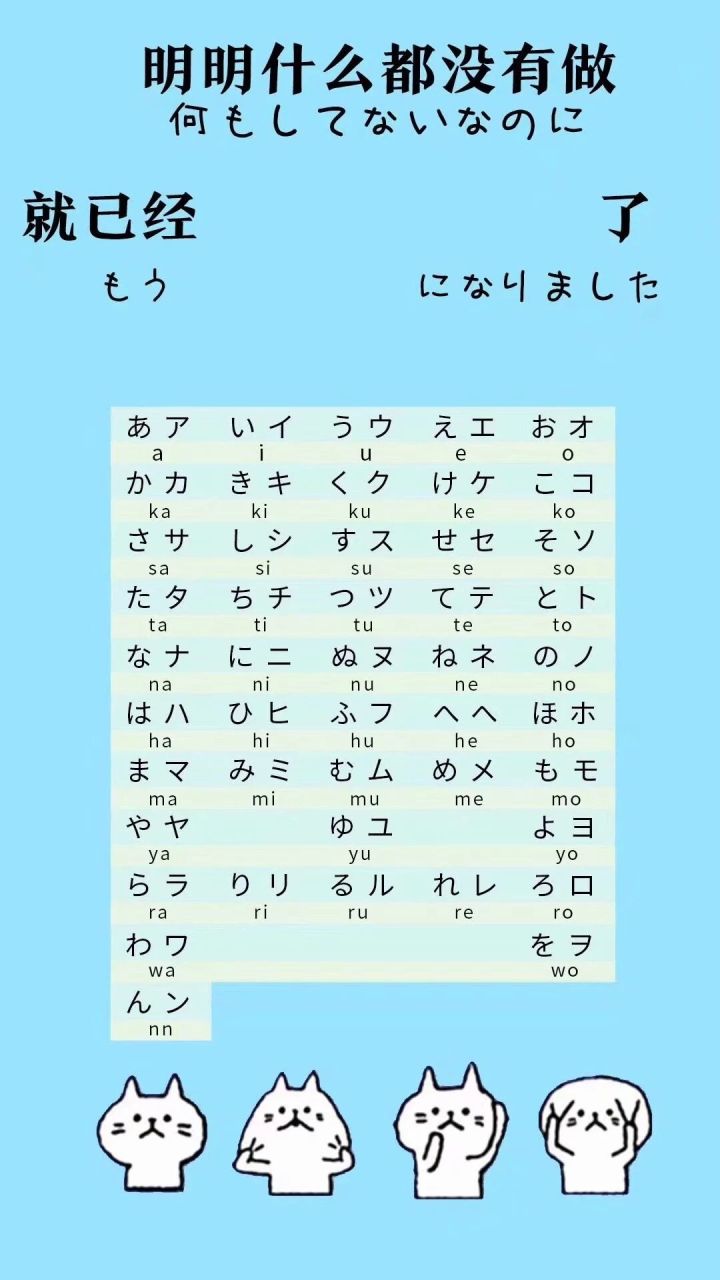 明明什么都没有做
何もしてないなのに
就已经 了
もう になりました
あ ア い イ う ウ え エ お オ
a i u e o
か カ き キ く ク け ケ こ コ
ka ki ku ke ko
さ サ し シ す ス せ セ そ ソ
sa si su se so
た タ ち チ つ ツ て テ と ト
ta ti tu te to
な ナ に ニ ぬ ヌ ね ネ の ノ
na ni nu ne no
は ハ ひ ヒ ふ フ へ ヘ ほ ホ
ha hi hu he ho
ま マ み ミ む ム め メ も モ
ma mi mu me mo
や ヤ ゆ ユ よ ヨ
ya yu yo
ら ラ り リ る ル れ レ ろ ロ
ra ri ru re ro
わ ワ を ヲ
wa wo
ん ン
nn